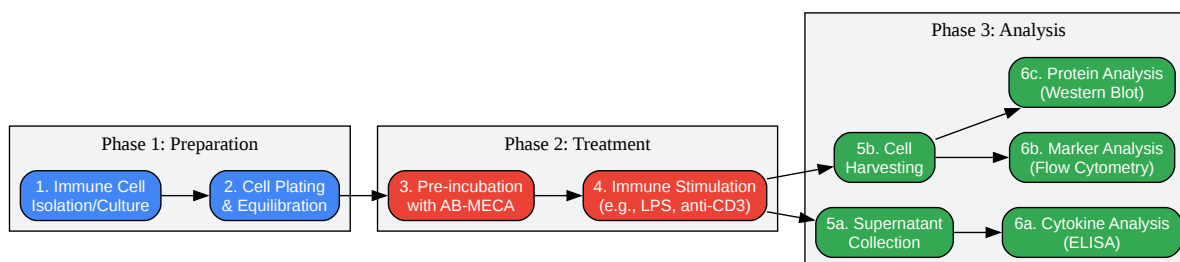 Phase 1: Preparation
1. Immune Cell
Isolation/Culture
2. Cell Plating
& Equilibration
Phase 2: Treatment
3. Pre-incubation
with AB-MECA
4. Immune Stimulation
(e.g., LPS, anti-CD3)
Phase 3: Analysis
5b. Cell
Harvesting
5a. Supernatant
Collection
6c. Protein Analysis
(Western Blot)
6b. Marker Analysis
(Flow Cytometry)
6a. Cytokine Analysis
(ELISA)